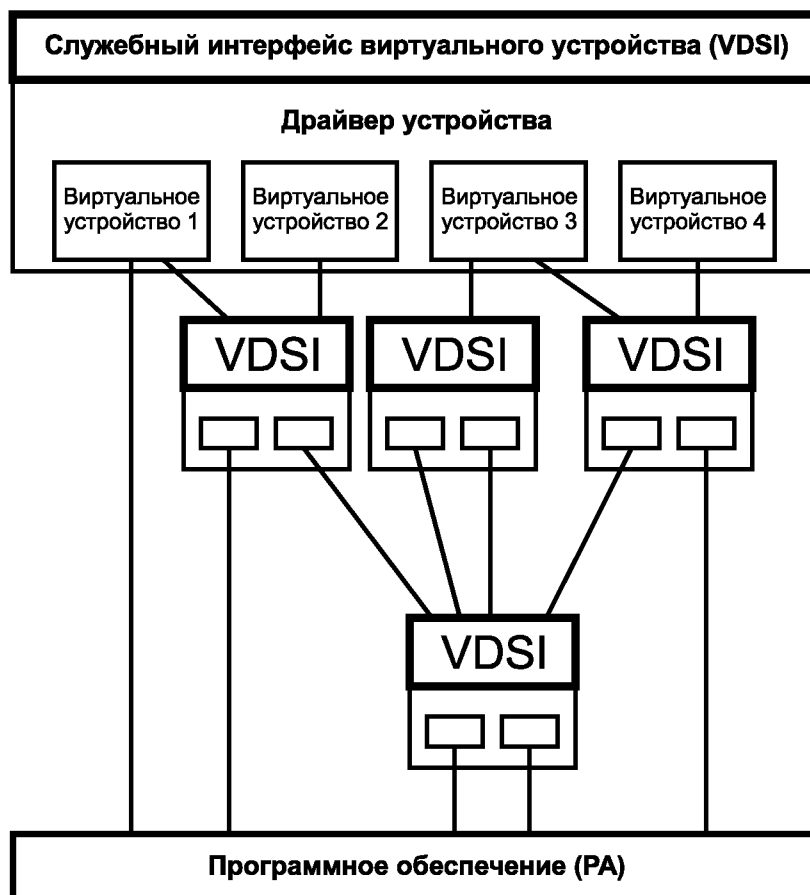 Служебный интерфейс виртуального устройства (VDSI)
Драйвер устройства
Виртуальное
устройство 1
Виртуальное
устройство 2
Виртуальное
устройство 3
Виртуальное
устройство 4
VDSI
VDSI
VDSI
VDSI
Программное обеспечение (PA)